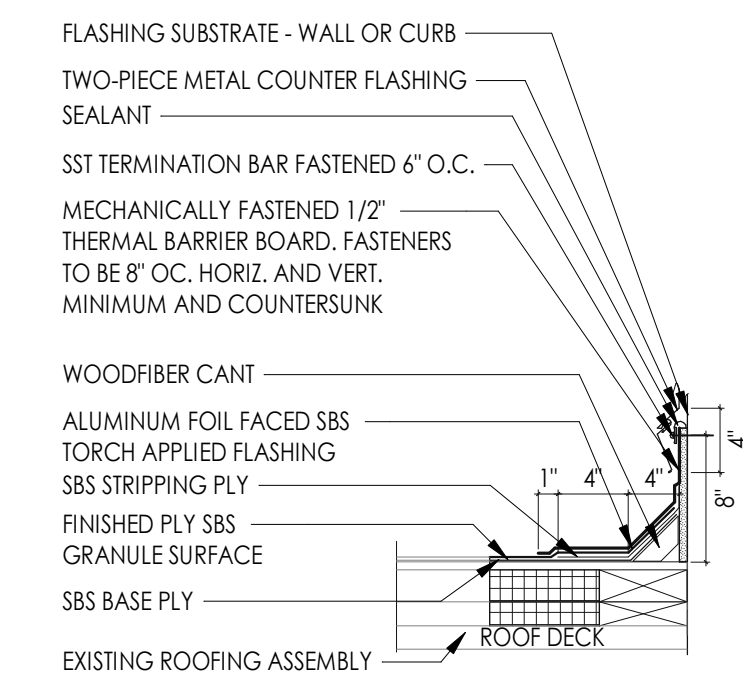 FLASHING SUBSTRATE - WALL OR CURB
TWO-PIECE METAL COUNTER FLASHING
SEALANT
SST TERMINATION BAR FASTENED 6" O.C.
MECHANICALLY FASTENED 1/2"
THERMAL BARRIER BOARD. FASTENERS
TO BE 8" OC. HORIZ. AND VERT.
MINIMUM AND COUNTERSUNK
WOODFIBER CANT
ALUMINUM FOIL FACED SBS
TORCH APPLIED FLASHING
SBS STRIPPING PLY
FINISHED PLY SBS
GRANULE SURFACE
SBS BASE PLY
EXISTING ROOFING ASSEMBLY
1" 4" 4"
4"
8"
ROOF DECK